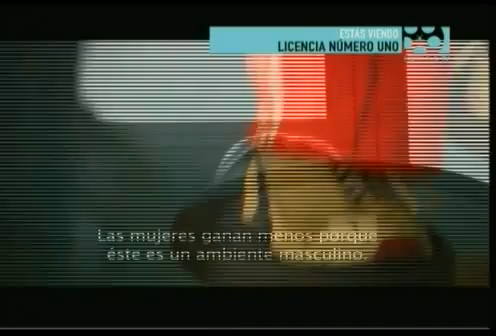 ESTÁS VIENDO
LICENCIA NÚMERO UNO
Las mujeres ganan menos porque
éste es un ambiente masculino.